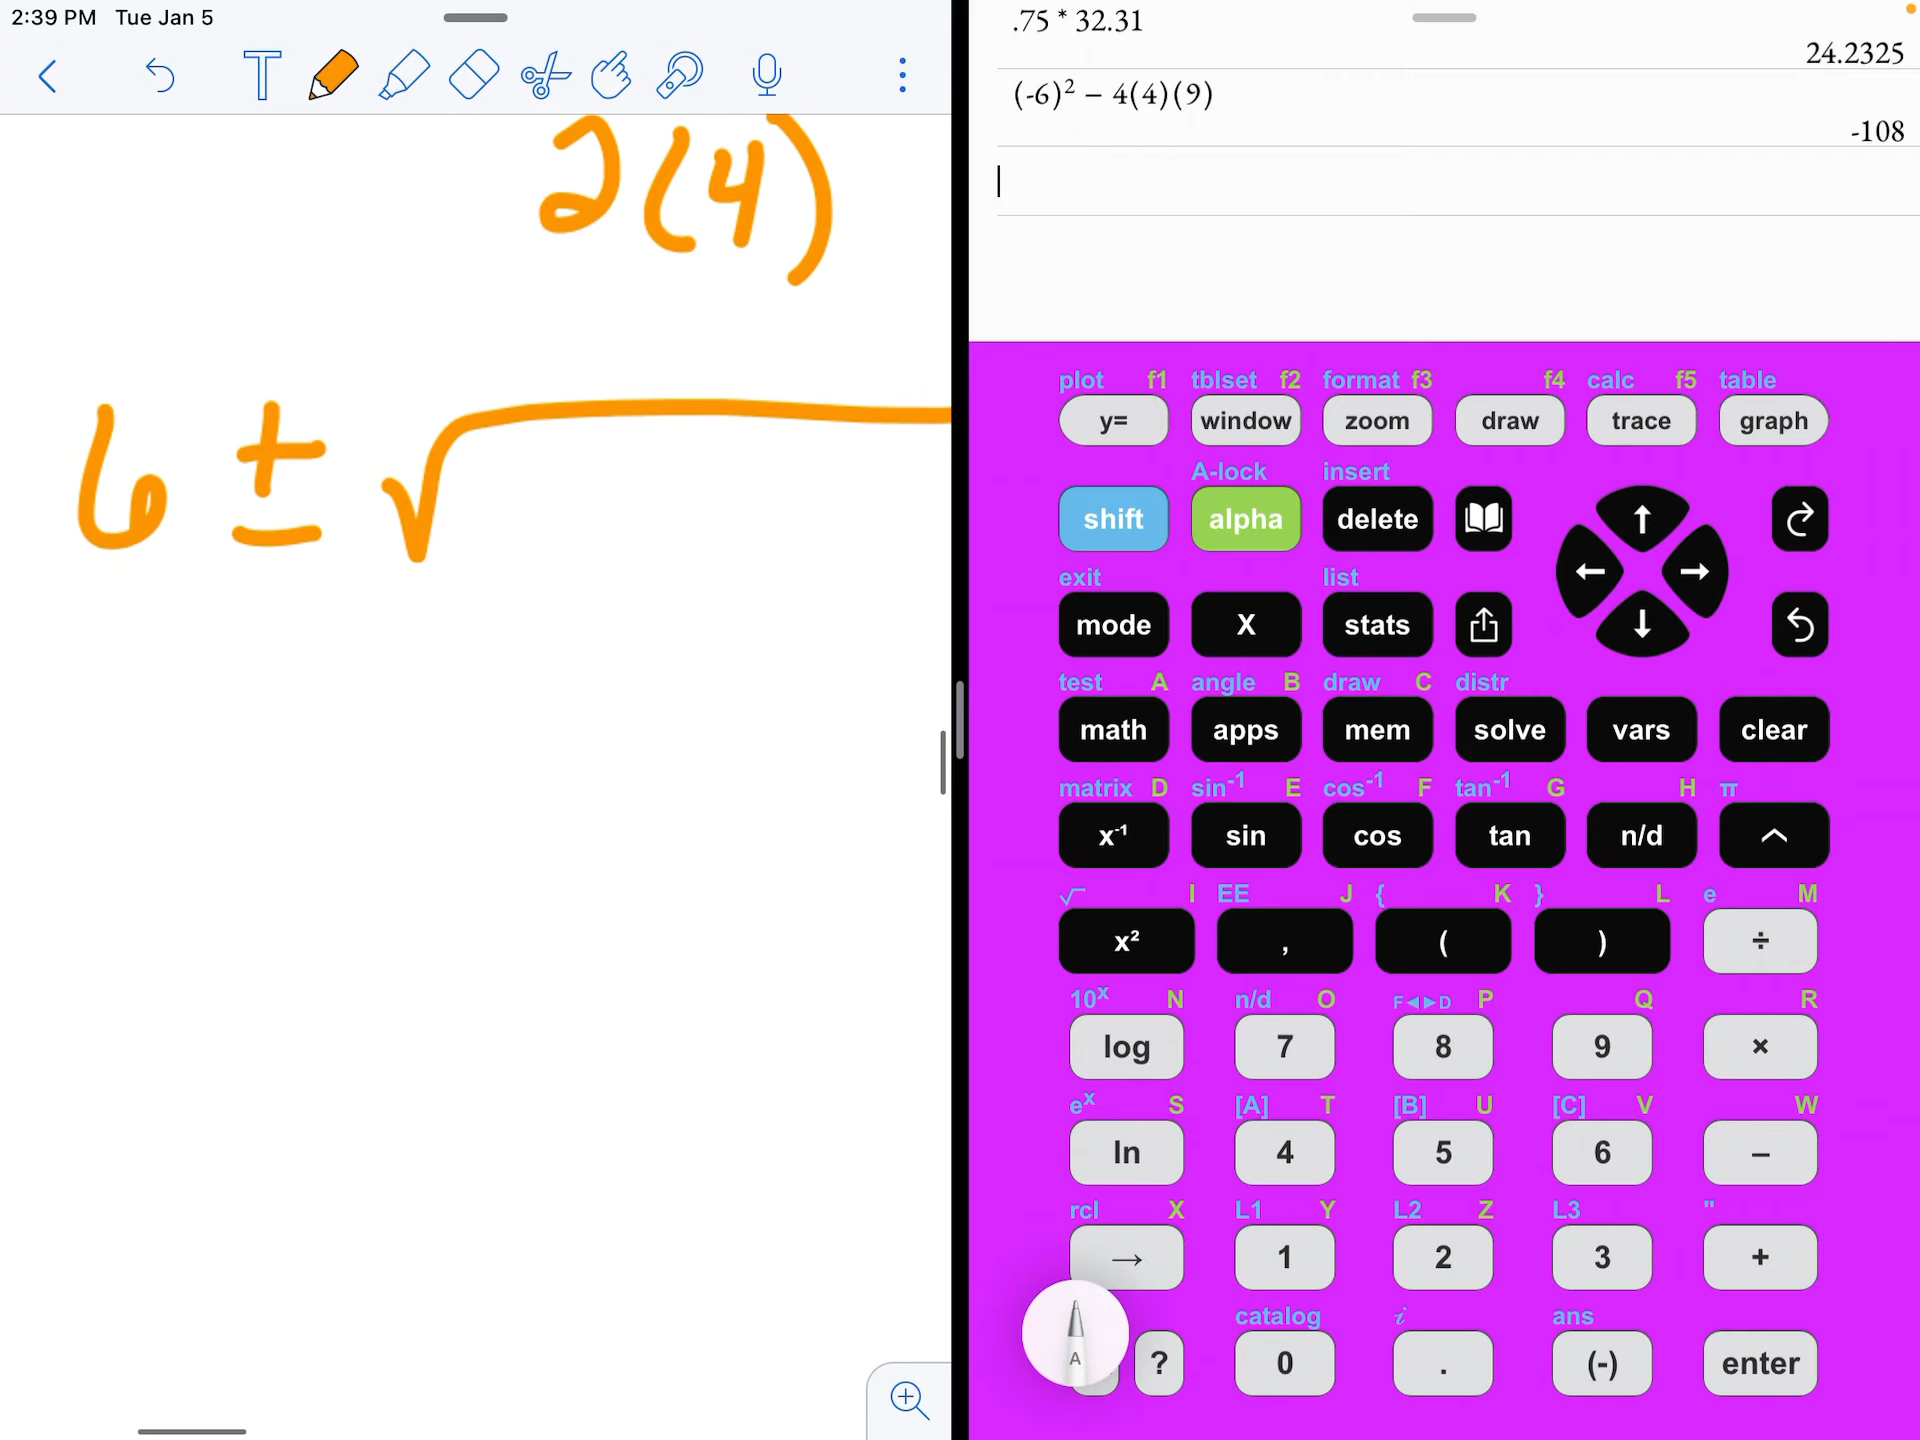 2:39 PM Tue Jan 5
2(4)
6 ± √
.75 * 32.31
24.2325
(-6)² − 4(4)(9)
-108
plot f1 tblset f2 format f3 f4 calc f5 table
y= window zoom draw trace graph
A-lock insert
shift alpha delete
exit list
mode X stats
test A angle B draw C distr
math apps mem solve vars clear
matrix D sin⁻¹ E cos⁻¹ F tan⁻¹ G H π
x⁻¹ sin cos tan n/d ^
√ I EE J { K } L e M
x² , ( ) ÷
10ˣ N n/d O F◄►D P Q R
log 7 8 9 ×
eˣ S [A] T [B] U [C] V W
ln 4 5 6 −
rcl X L1 Y L2 Z L3 "
→ 1 2 3 +
catalog i ans
A ? 0 . (-) enter